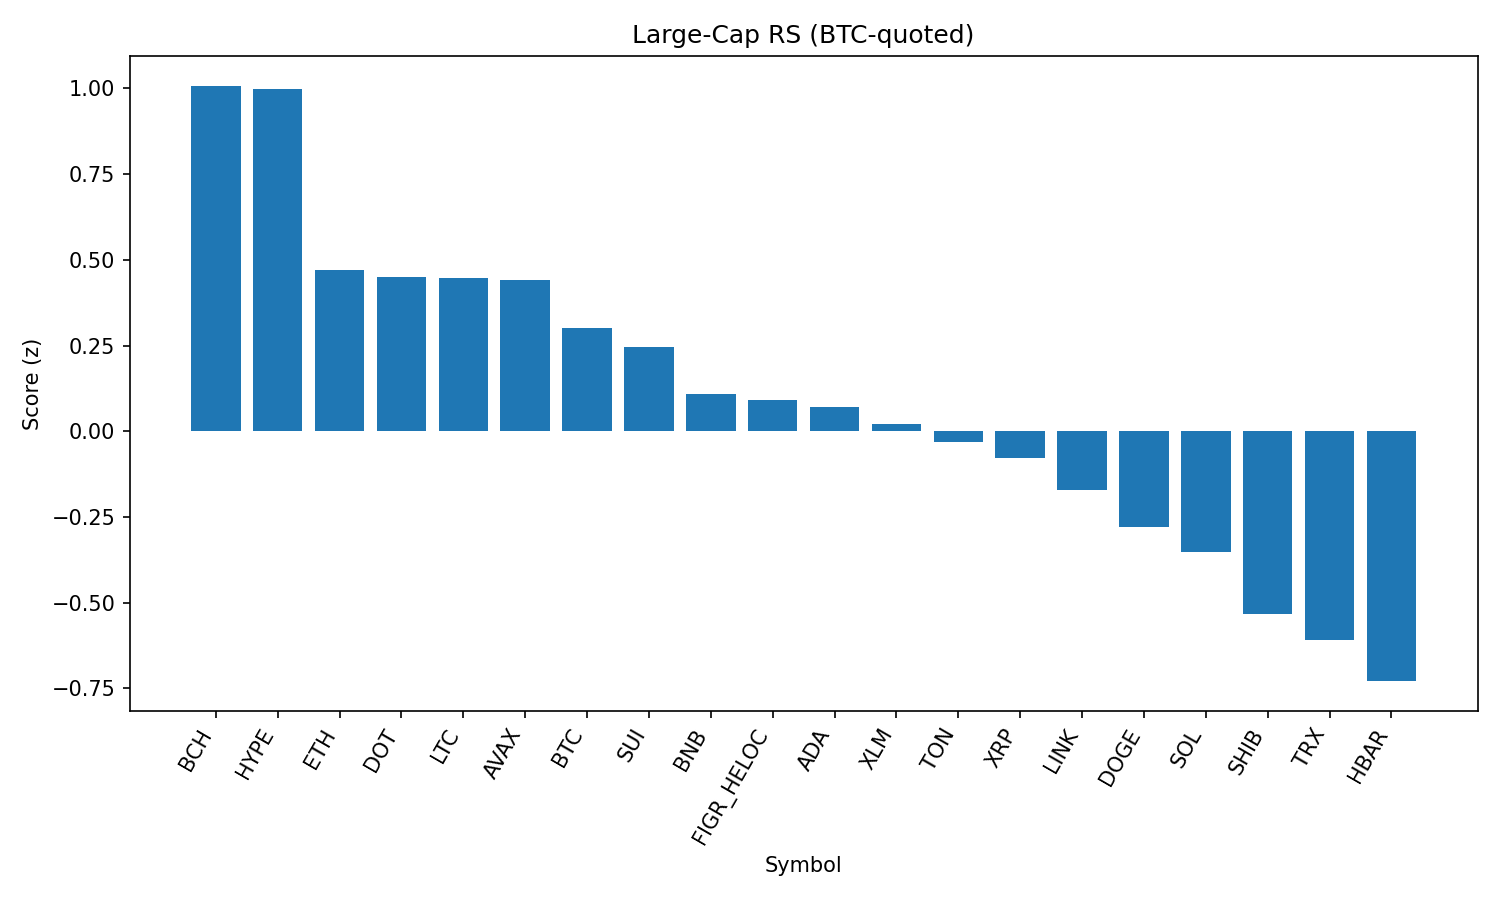 Large-Cap RS (BTC-quoted)
Score (z)
1.00
0.75
0.50
0.25
0.00
−0.25
−0.50
−0.75
BCH
HYPE
ETH
DOT
LTC
AVAX
BTC
SUI
BNB
FIGR_HELOC
ADA
XLM
TON
XRP
LINK
DOGE
SOL
SHIB
TRX
HBAR
Symbol